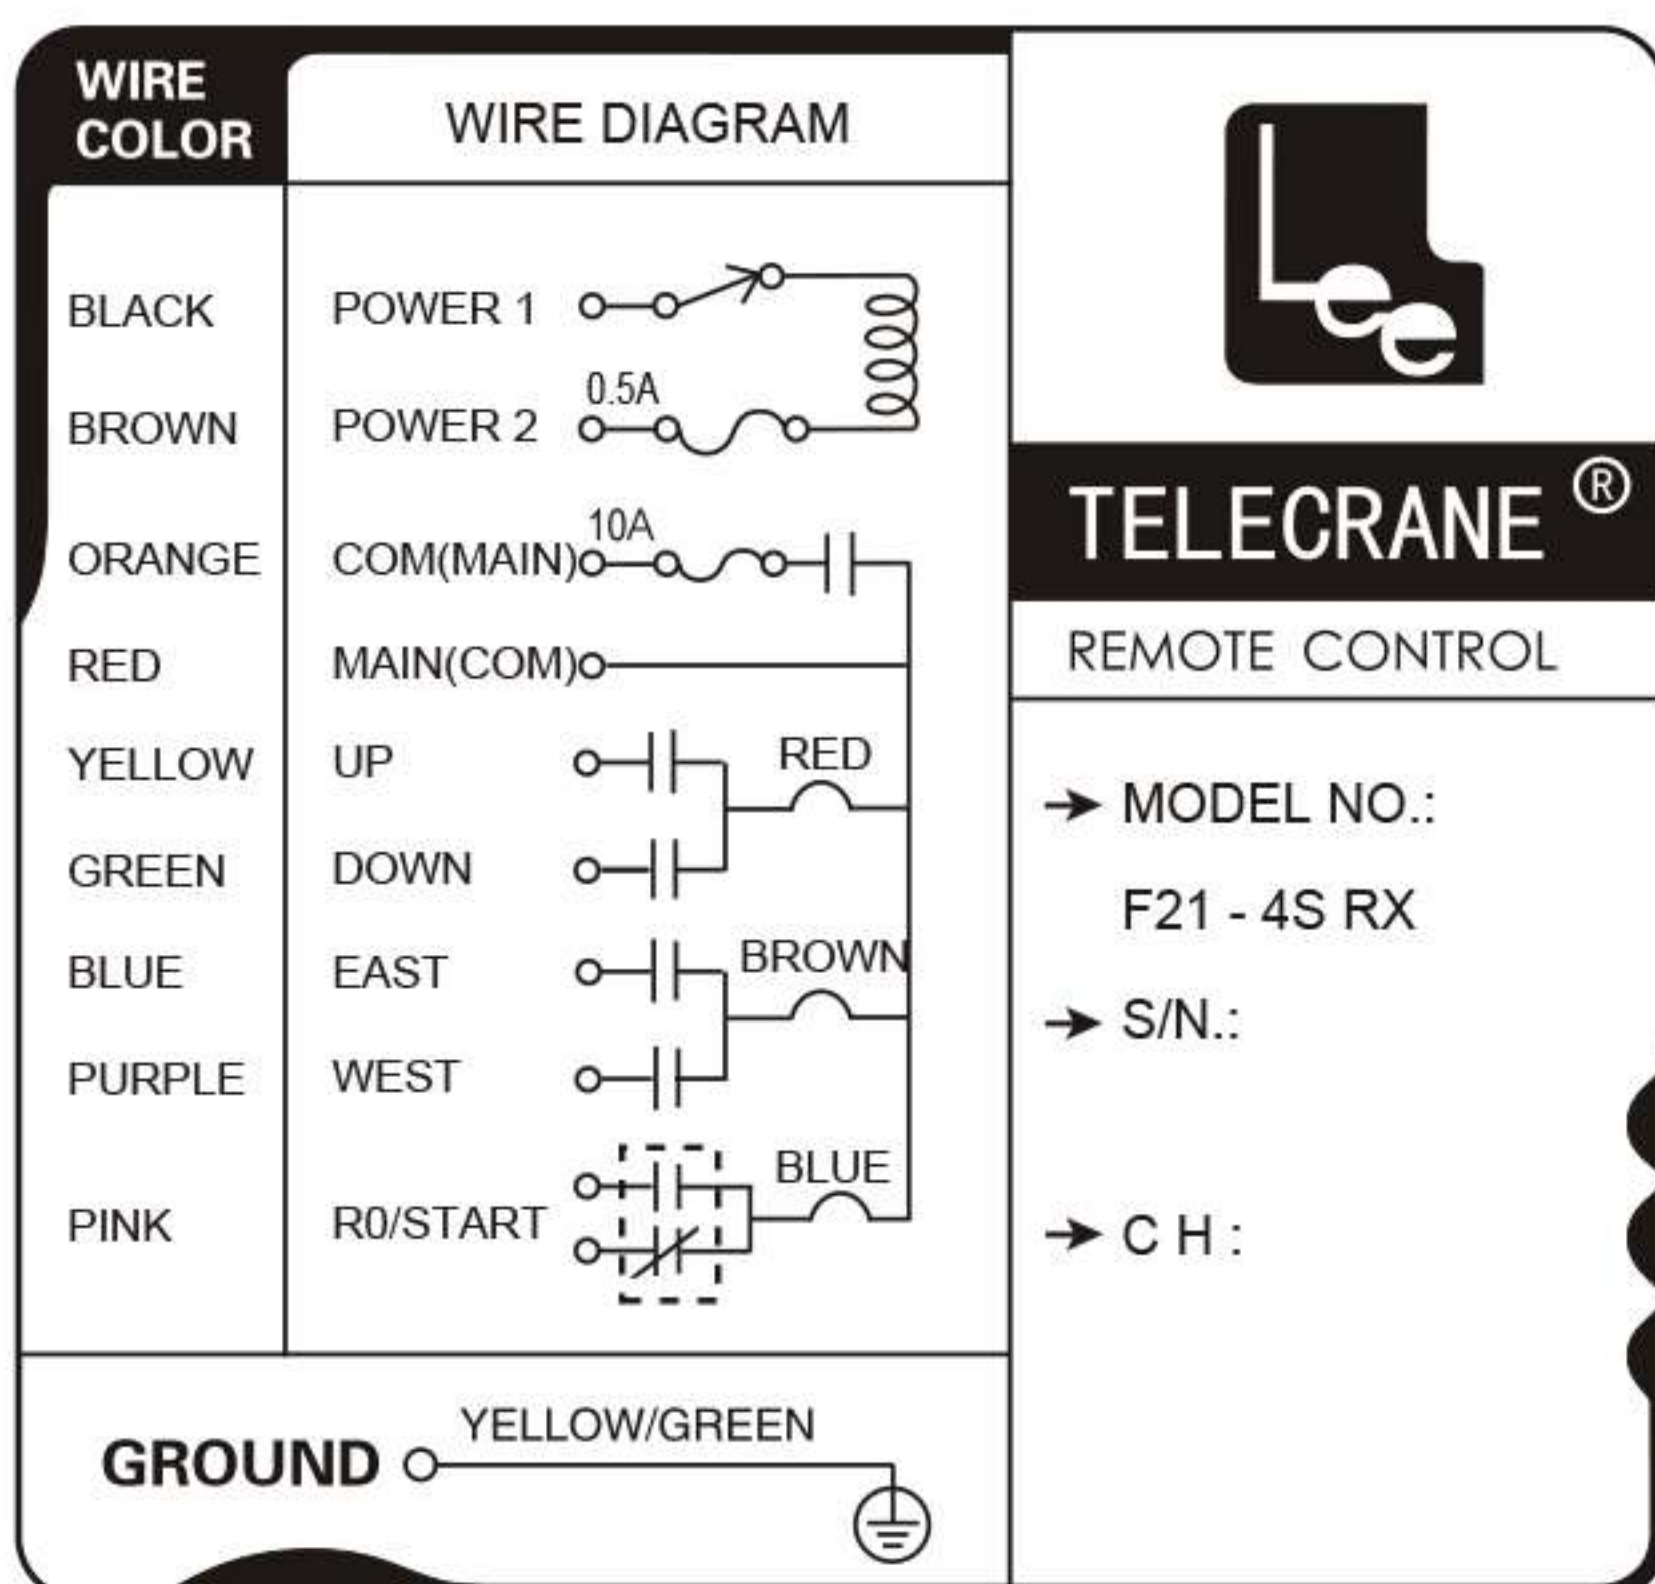 WIRE
COLOR
WIRE DIAGRAM
BLACK POWER 1
BROWN POWER 2 0.5A
ORANGE COM(MAIN) 10A
RED MAIN(COM)
YELLOW UP RED
GREEN DOWN
BLUE EAST BROWN
PURPLE WEST
PINK R0/START BLUE
GROUND YELLOW/GREEN
Lee
TELECRANE ®
REMOTE CONTROL
MODEL NO.:
F21 - 4S RX
S/N.:
C H :